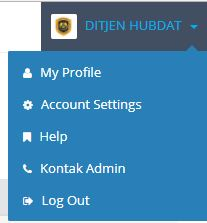 DITJEN HUBDAT
My Profile
Account Settings
Help
Kontak Admin
Log Out